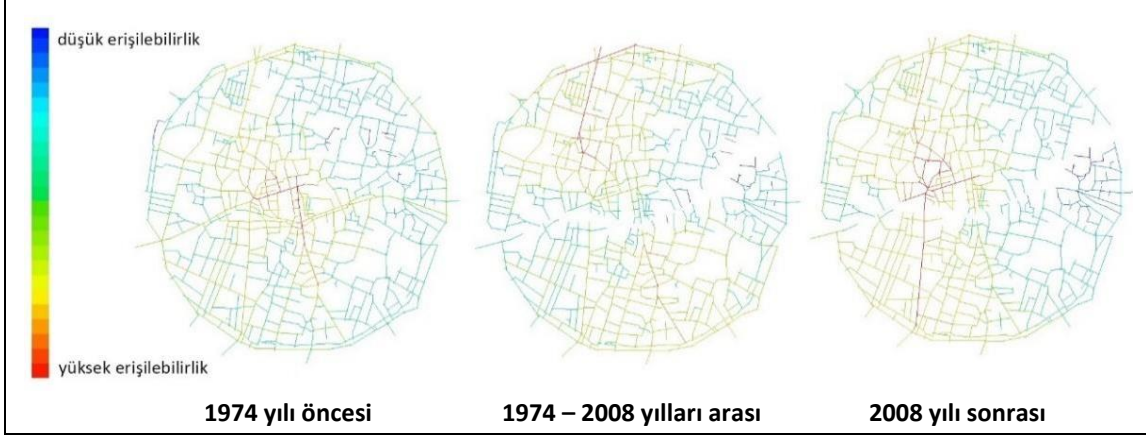 düşük erişilebilirlik
yüksek erişilebilirlik
1974 yılı öncesi
1974 – 2008 yılları arası
2008 yılı sonrası